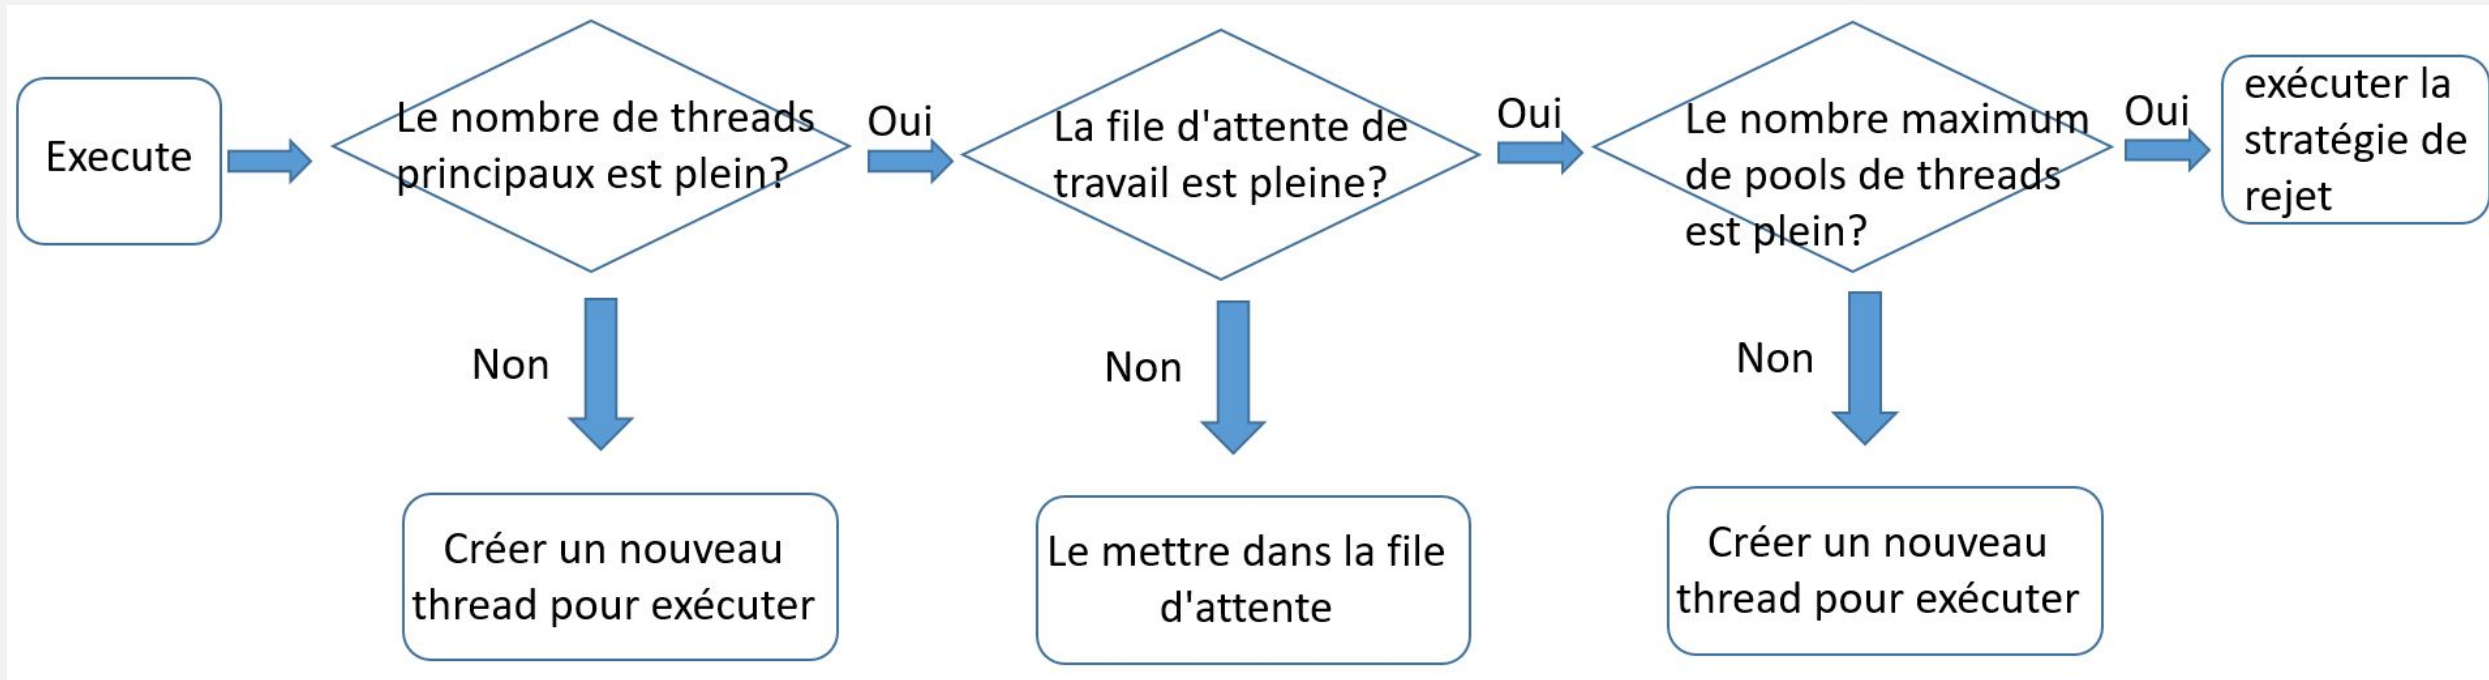 Execute
Le nombre de threads
principaux est plein?
Oui
La file d'attente de
travail est pleine?
Oui
Le nombre maximum
de pools de threads
est plein?
Oui
exécuter la
stratégie de
rejet
Non
Non
Non
Créer un nouveau
thread pour exécuter
Le mettre dans la file
d'attente
Créer un nouveau
thread pour exécuter